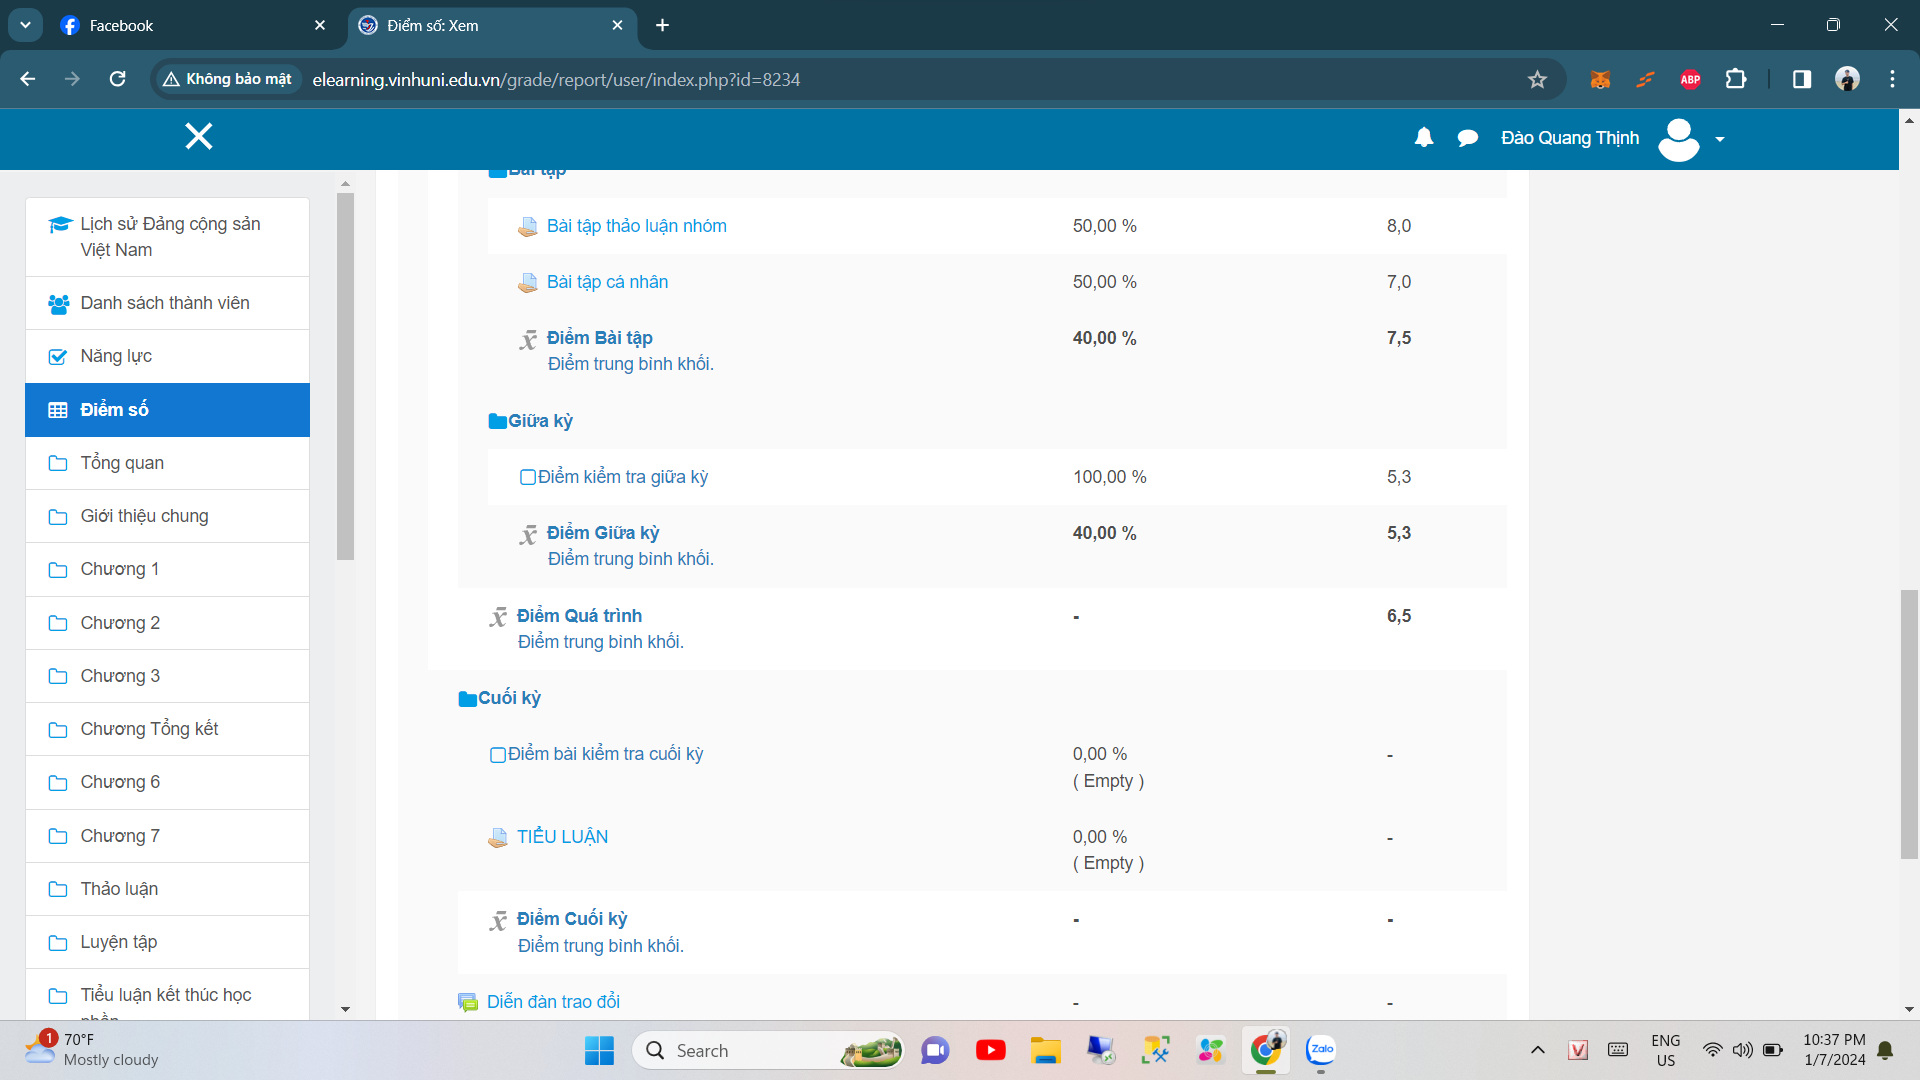 Facebook
Điểm số: Xem
Không bảo mật
elearning.vinhuni.edu.vn/grade/report/user/index.php?id=8234
ABP
Đào Quang Thịnh
Lịch sử Đảng cộng sản
Việt Nam
Danh sách thành viên
Năng lực
Điểm số
Tổng quan
Giới thiệu chung
Chương 1
Chương 2
Chương 3
Chương Tổng kết
Chương 6
Chương 7
Thảo luận
Luyện tập
Tiểu luận kết thúc học
phần
Bài tập
Bài tập thảo luận nhóm 50,00 % 8,0
Bài tập cá nhân 50,00 % 7,0
Điểm Bài tập 40,00 % 7,5
Điểm trung bình khối.
Giữa kỳ
Điểm kiểm tra giữa kỳ 100,00 % 5,3
Điểm Giữa kỳ 40,00 % 5,3
Điểm trung bình khối.
Điểm Quá trình - 6,5
Điểm trung bình khối.
Cuối kỳ
Điểm bài kiểm tra cuối kỳ 0,00 % -
( Empty )
TIỂU LUẬN 0,00 % -
( Empty )
Điểm Cuối kỳ - -
Điểm trung bình khối.
Diễn đàn trao đổi - -
1
70°F
Mostly cloudy
Search
Zalo
V
ENG
US
10:37 PM
1/7/2024